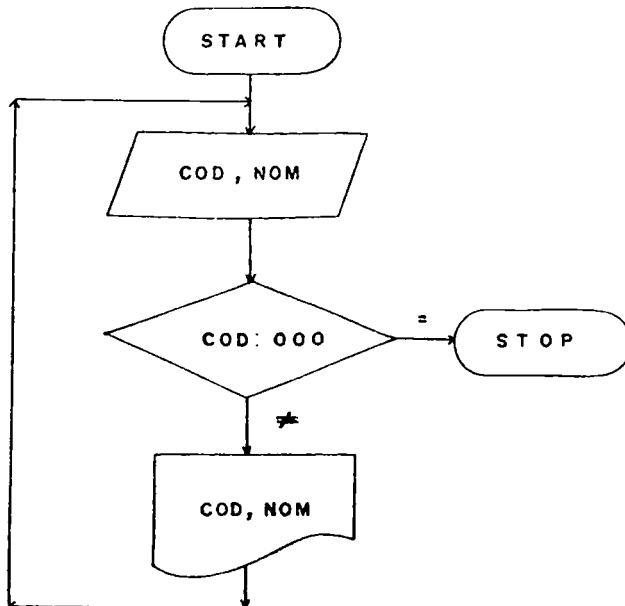 START
COD, NOM
COD: 000
=
STOP
≠
COD, NOM